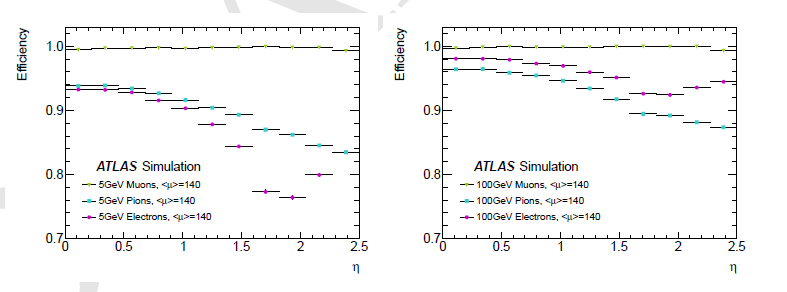 Efficiency
1.0
0.9
0.8
0.7
ATLAS Simulation
5GeV Muons, <μ>=140
5GeV Pions, <μ>=140
5GeV Electrons, <μ>=140
0 0.5 1 1.5 2 2.5
η
Efficiency
1.0
0.9
0.8
0.7
ATLAS Simulation
100GeV Muons, <μ>=140
100GeV Pions, <μ>=140
100GeV Electrons, <μ>=140
0 0.5 1 1.5 2 2.5
η